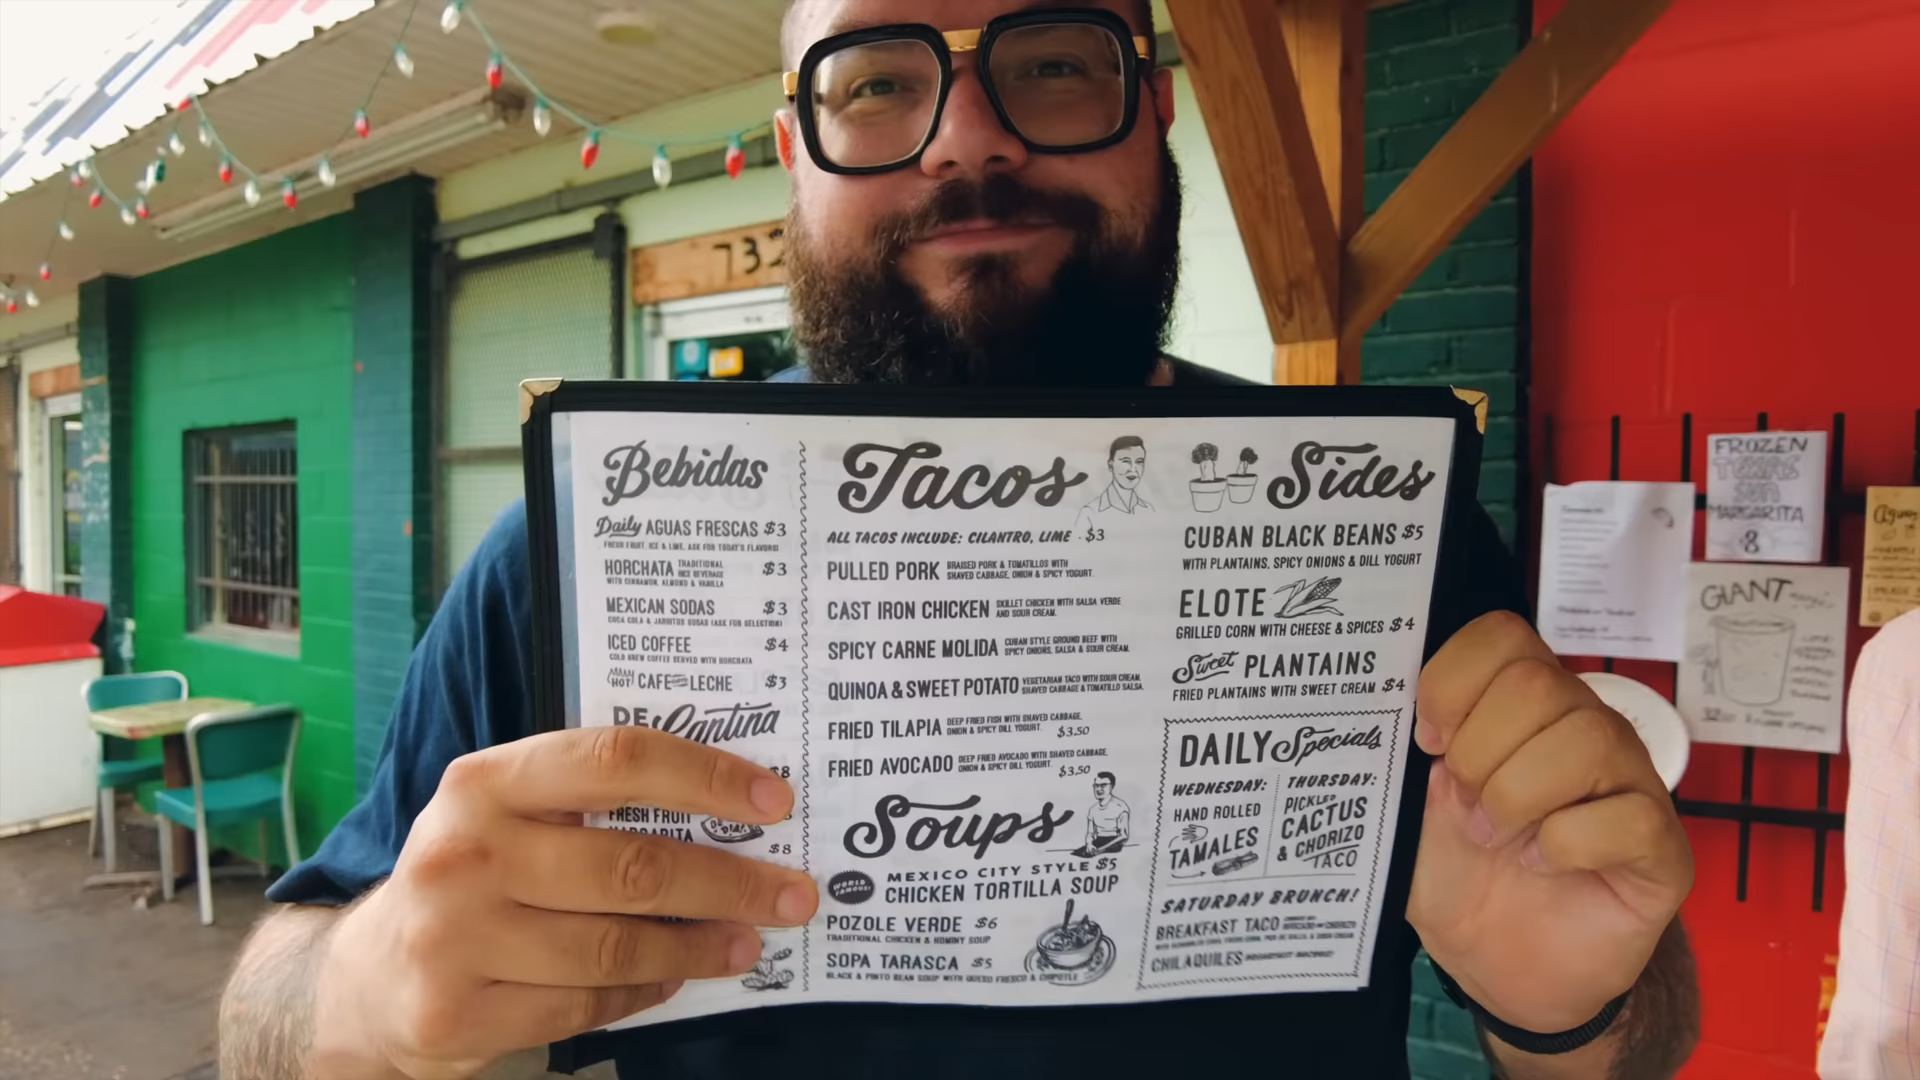 732
Bebidas
Daily AGUAS FRESCAS $3
FRESH FRUIT, ICE & LIME. ASK FOR TODAY'S FLAVORS!
HORCHATA TRADITIONAL RICE BEVERAGE $3
WITH CINNAMON, ALMOND & VANILLA
MEXICAN SODAS $3
COCA COLA & JARRITOS SODAS (ASK FOR SELECTION)
ICED COFFEE $4
COLD BREW COFFEE SERVED WITH HORCHATA
HOT! CAFE LECHE $3
DE Cantina
$8
FRESH FRUIT
MARGARITA
$8
Tacos
ALL TACOS INCLUDE: CILANTRO, LIME . $3
PULLED PORK BRAISED PORK & TOMATILLOS WITH
SHAVED CABBAGE, ONION & SPICY YOGURT.
CAST IRON CHICKEN SKILLET CHICKEN WITH SALSA VERDE
AND SOUR CREAM.
SPICY CARNE MOLIDA CUBAN STYLE GROUND BEEF WITH
SPICY ONIONS, SALSA & SOUR CREAM.
QUINOA & SWEET POTATO VEGETARIAN TACO WITH SOUR CREAM,
SHAVED CABBAGE & TOMATILLO SALSA.
FRIED TILAPIA DEEP FRIED FISH WITH SHAVED CABBAGE,
ONION & SPICY DILL YOGURT. $3.50
FRIED AVOCADO DEEP FRIED AVOCADO WITH SHAVED CABBAGE,
ONION & SPICY DILL YOGURT. $3.50
Soups
WORLD FAMOUS!
MEXICO CITY STYLE $5
CHICKEN TORTILLA SOUP
POZOLE VERDE $6
TRADITIONAL CHICKEN & HOMINY SOUP
SOPA TARASCA $5
BLACK & PINTO BEAN SOUP WITH QUESO FRESCO & CHIPOTLE
Sides
CUBAN BLACK BEANS $5
WITH PLANTAINS, SPICY ONIONS & DILL YOGURT
ELOTE
GRILLED CORN WITH CHEESE & SPICES $4
Sweet PLANTAINS
FRIED PLANTAINS WITH SWEET CREAM $4
DAILY Specials
WEDNESDAY:
HAND ROLLED
TAMALES
THURSDAY:
PICKLED
CACTUS
& CHORIZO
TACO
SATURDAY BRUNCH!
BREAKFAST TACO
CHILAQUILES
FROZEN
TEXAS
MARGARITA
8
GIANT